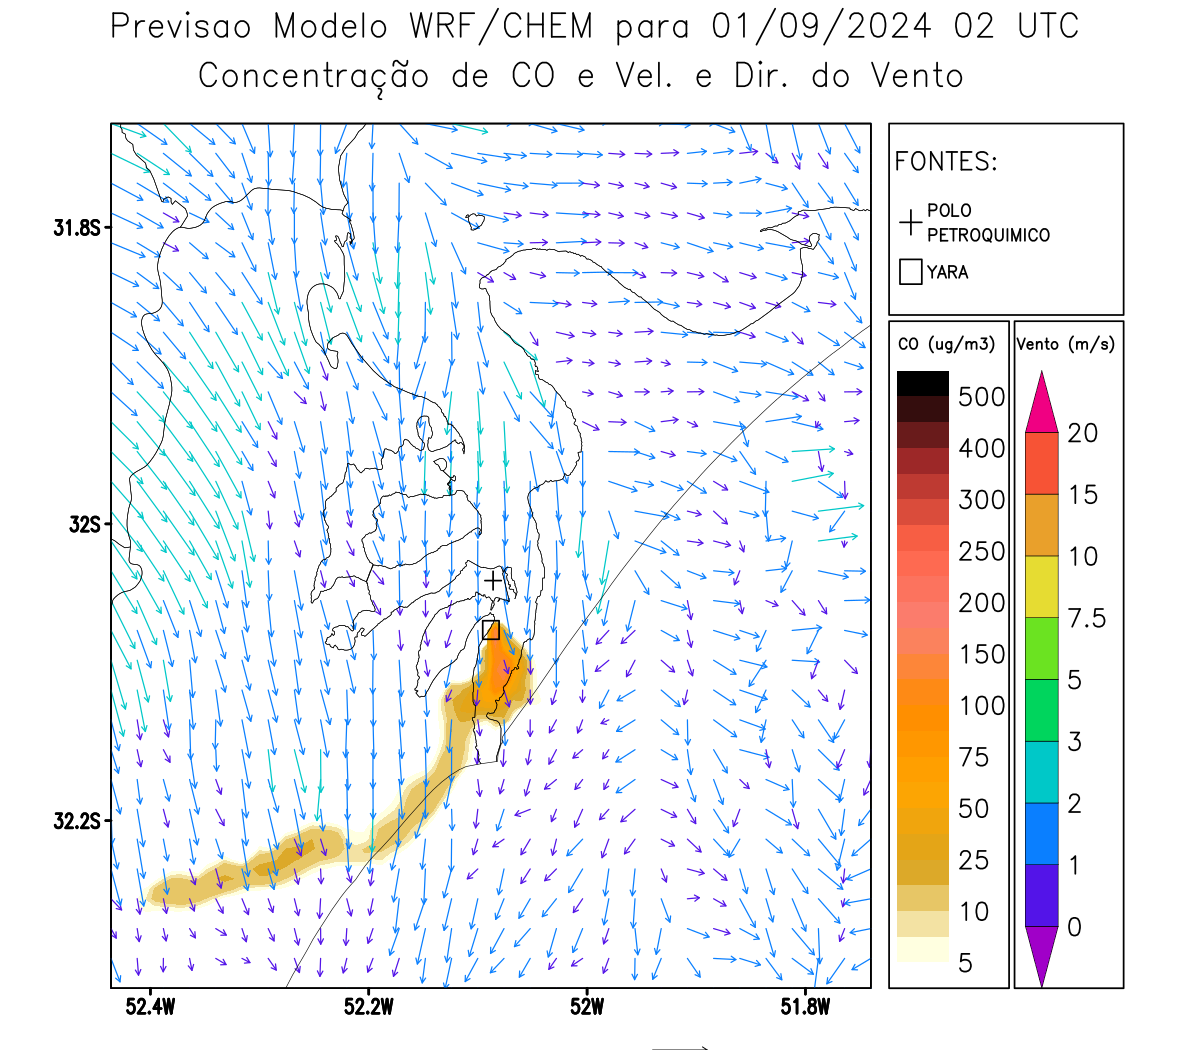 Previsao Modelo WRF/CHEM para 01/09/2024 02 UTC
Concentração de CO e Vel. e Dir. do Vento
FONTES:
POLO
PETROQUIMICO
YARA
CO (ug/m3)
500
400
300
250
200
150
100
75
50
25
10
5
Vento (m/s)
20
15
10
7.5
5
3
2
1
0
31.8S
32S
32.2S
52.4W
52.2W
52W
51.8W